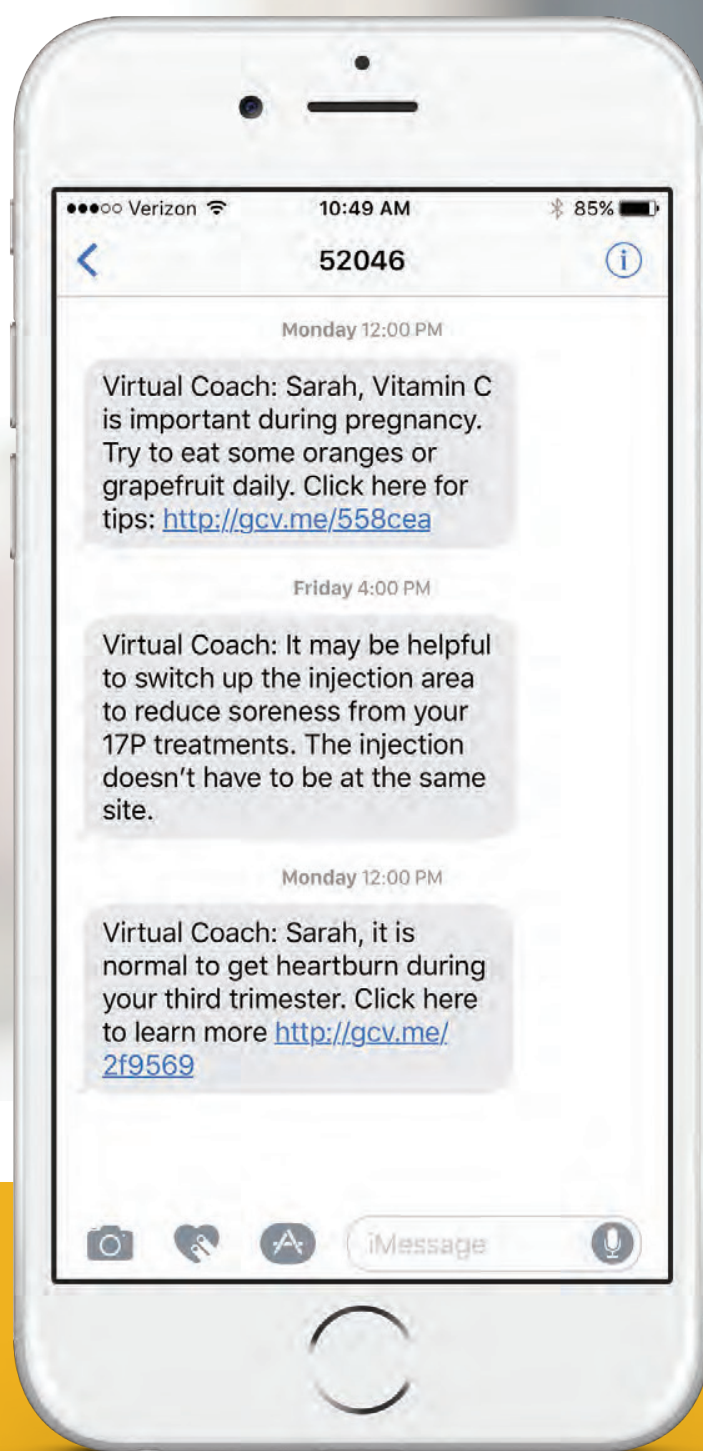 ●●●○○ Verizon 10:49 AM 85%
52046
Monday 12:00 PM
Virtual Coach: Sarah, Vitamin C
is important during pregnancy.
Try to eat some oranges or
grapefruit daily. Click here for
tips: http://gcv.me/558cea
Friday 4:00 PM
Virtual Coach: It may be helpful
to switch up the injection area
to reduce soreness from your
17P treatments. The injection
doesn’t have to be at the same
site.
Monday 12:00 PM
Virtual Coach: Sarah, it is
normal to get heartburn during
your third trimester. Click here
to learn more http://gcv.me/
2f9569
iMessage